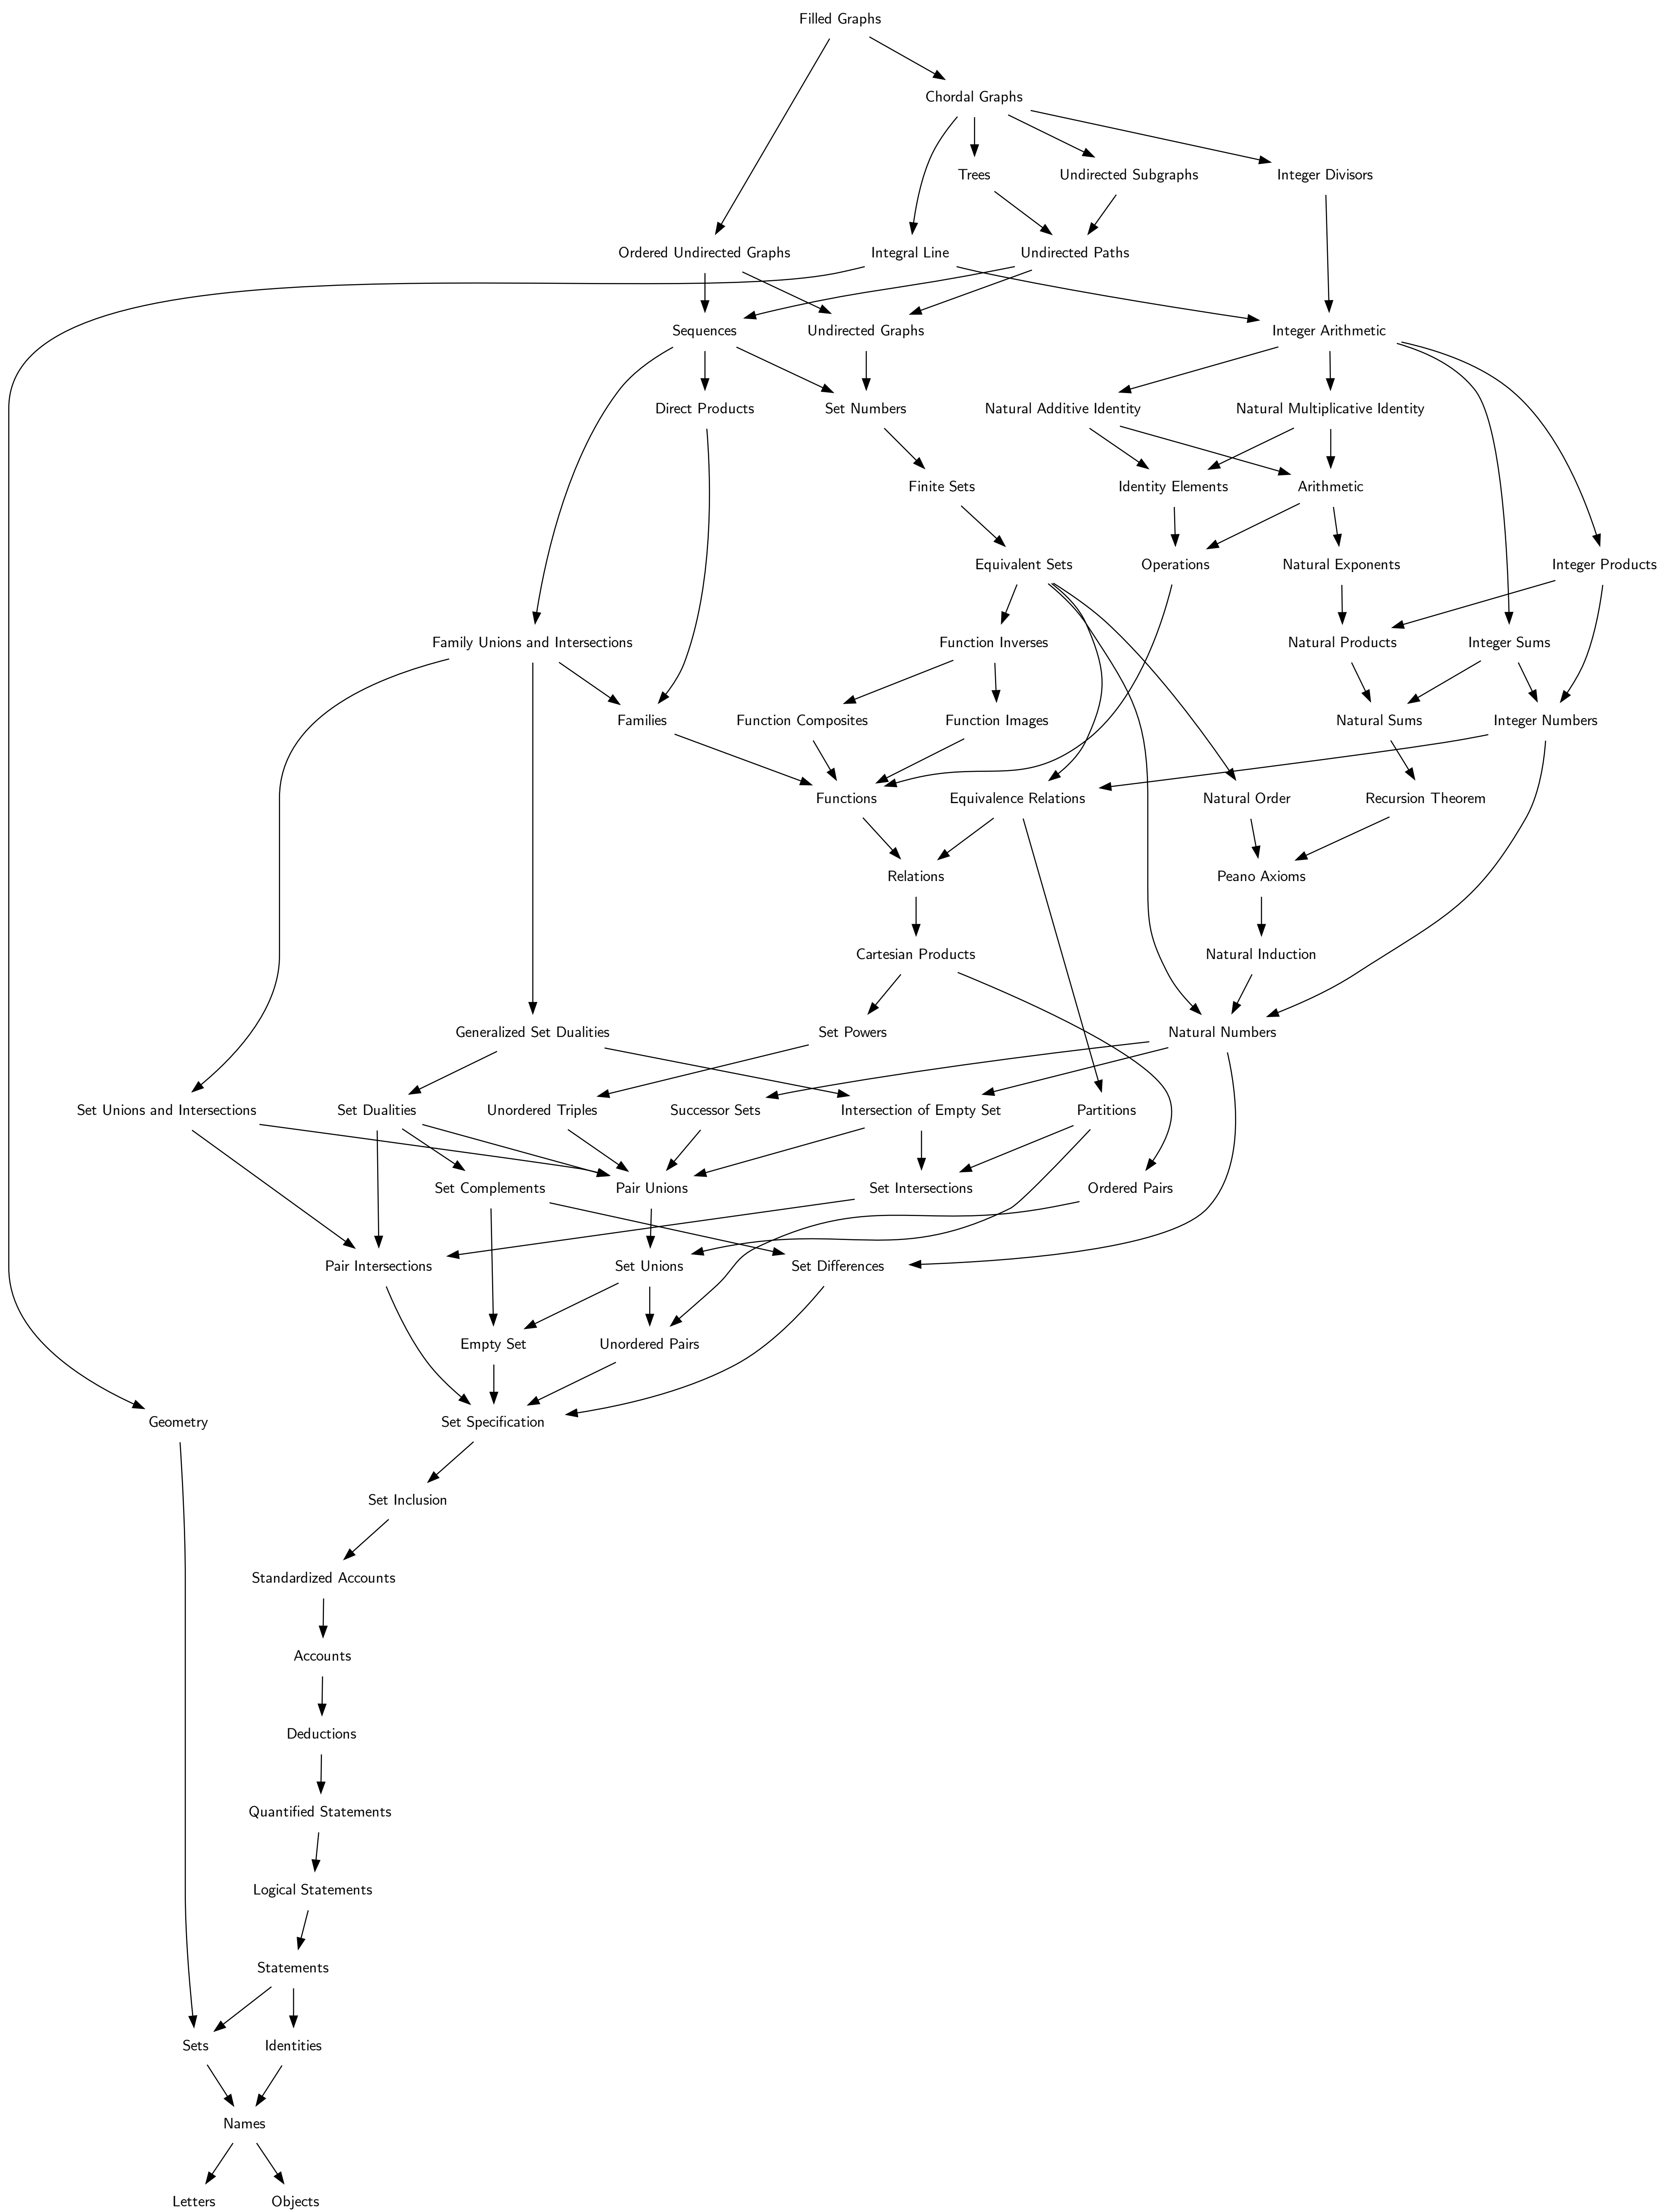 Filled Graphs
Chordal Graphs
Trees
Undirected Subgraphs
Integer Divisors
Ordered Undirected Graphs
Integral Line
Undirected Paths
Sequences
Undirected Graphs
Integer Arithmetic
Direct Products
Set Numbers
Natural Additive Identity
Natural Multiplicative Identity
Finite Sets
Identity Elements
Arithmetic
Equivalent Sets
Operations
Natural Exponents
Integer Products
Family Unions and Intersections
Function Inverses
Natural Products
Integer Sums
Families
Function Composites
Function Images
Natural Sums
Integer Numbers
Functions
Equivalence Relations
Natural Order
Recursion Theorem
Relations
Peano Axioms
Cartesian Products
Natural Induction
Generalized Set Dualities
Set Powers
Natural Numbers
Set Unions and Intersections
Set Dualities
Unordered Triples
Successor Sets
Intersection of Empty Set
Partitions
Set Complements
Pair Unions
Set Intersections
Ordered Pairs
Pair Intersections
Set Unions
Set Differences
Empty Set
Unordered Pairs
Geometry
Set Specification
Set Inclusion
Standardized Accounts
Accounts
Deductions
Quantified Statements
Logical Statements
Statements
Sets
Identities
Names
Letters
Objects